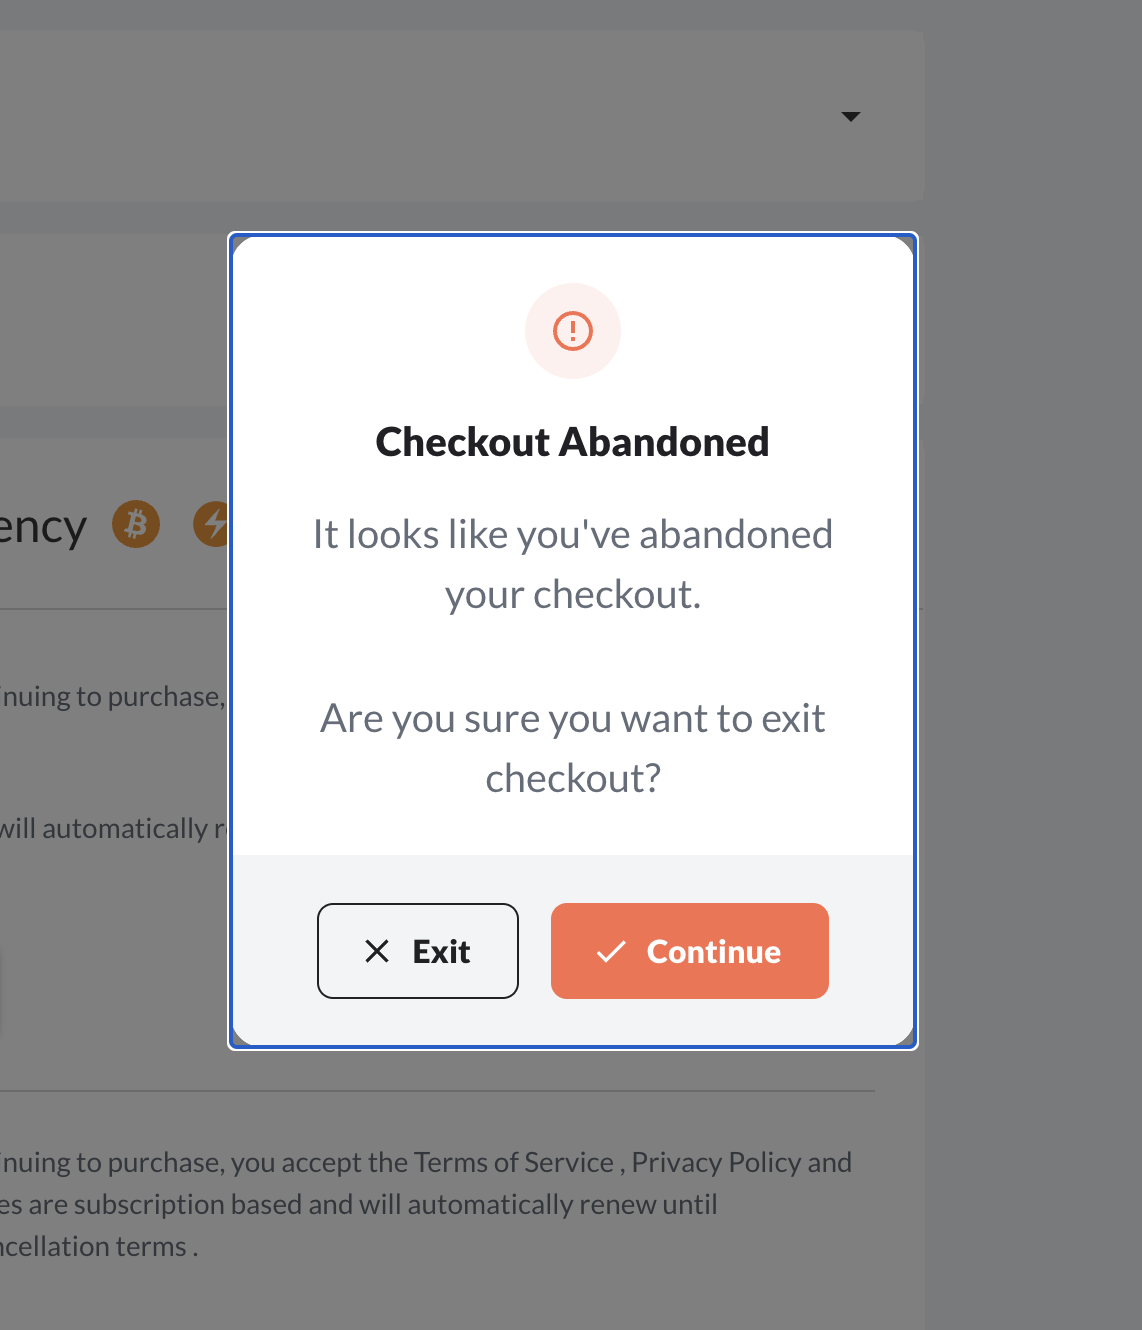 Checkout Abandoned
It looks like you've abandoned
your checkout.
Are you sure you want to exit
checkout?
Exit
Continue
ency
nuing to purchase,
will automatically r
nuing to purchase, you accept the Terms of Service , Privacy Policy and
es are subscription based and will automatically renew until
ncellation terms .